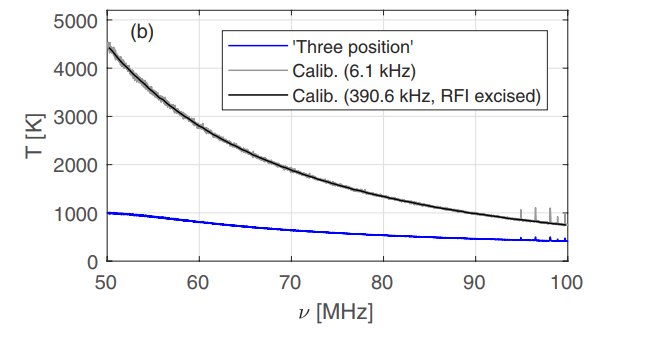 (b)
'Three position'
Calib. (6.1 kHz)
Calib. (390.6 kHz, RFI excised)
T [K]
5000
4000
3000
2000
1000
0
50 60 70 80 90 100
ν [MHz]